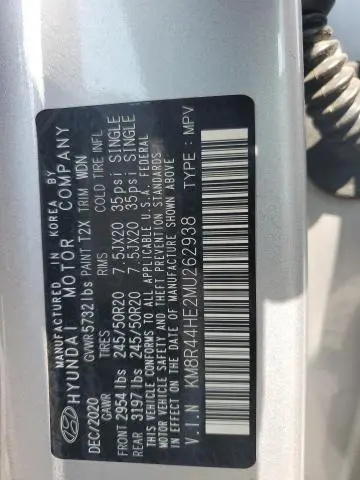 MANUFACTURED IN KOREA BY
HYUNDAI MOTOR COMPANY
DEC/2020 GVWR 5732 lbs PAINT T2X TRIM WDN
GAWR TIRES RIMS COLD TIRE INFL
FRONT 2954 lbs 245/50R20 7.5JX20 35psi SINGLE
REAR 3197 lbs 245/50R20 7.5JX20 35psi SINGLE
THIS VEHICLE CONFORMS TO ALL APPLICABLE U.S.A. FEDERAL
MOTOR VEHICLE SAFETY AND THEFT PREVENTION STANDARDS
IN EFFECT ON THE DATE OF MANUFACTURE SHOWN ABOVE.
V.I.N KM8R44HE2MU262938 TYPE : MPV